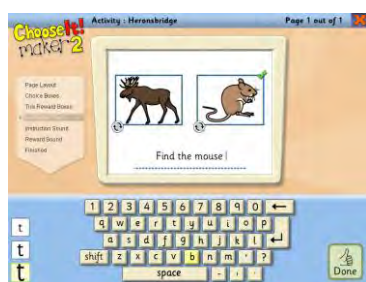 ChooseIt!
maker2
Activity : Heronsbridge
Page 1 out of 1
Page Layout
Choice Boxes
Tick Reward Boxes
Instruction Sound
Reward Sound
Finished
Find the mouse
1 2 3 4 5 6 7 8 9 0
q w e r t y u i o p
a s d f g h j k l
shift z x c v b n m . ?
space - , '
t
t
t
Done